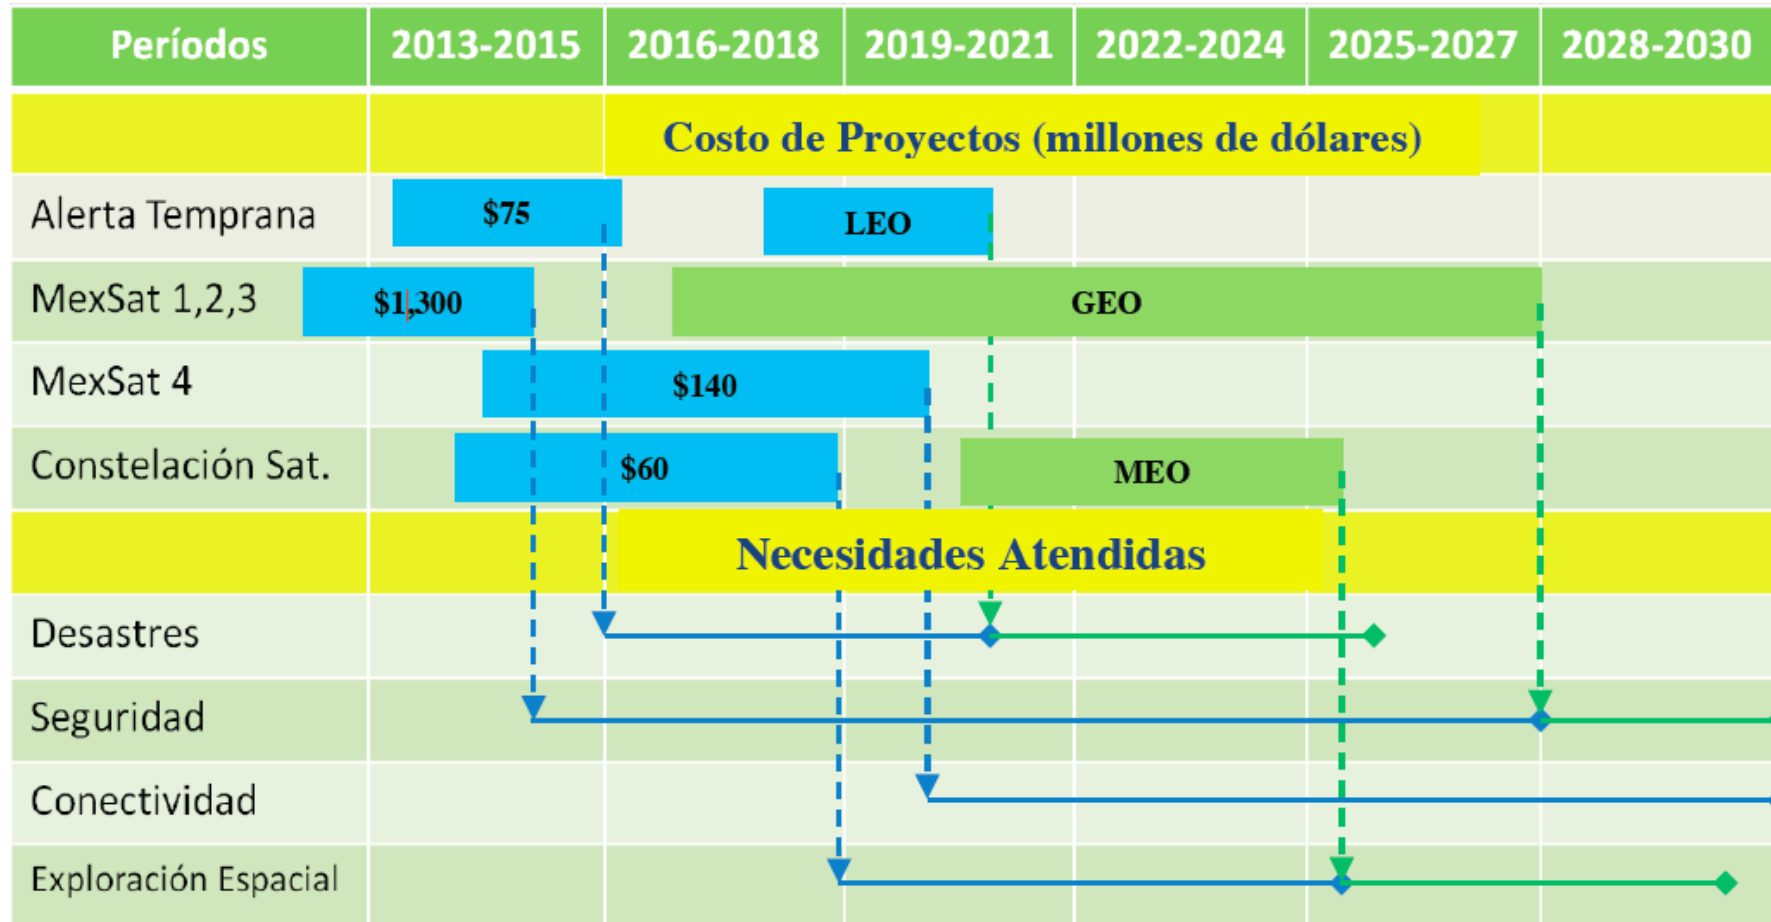 Períodos 2013-2015 2016-2018 2019-2021 2022-2024 2025-2027 2028-2030
Costo de Proyectos (millones de dólares)
Alerta Temprana $75 LEO
MexSat 1,2,3 $1,300 GEO
MexSat 4 $140
Constelación Sat. $60 MEO
Necesidades Atendidas
Desastres
Seguridad
Conectividad
Exploración Espacial